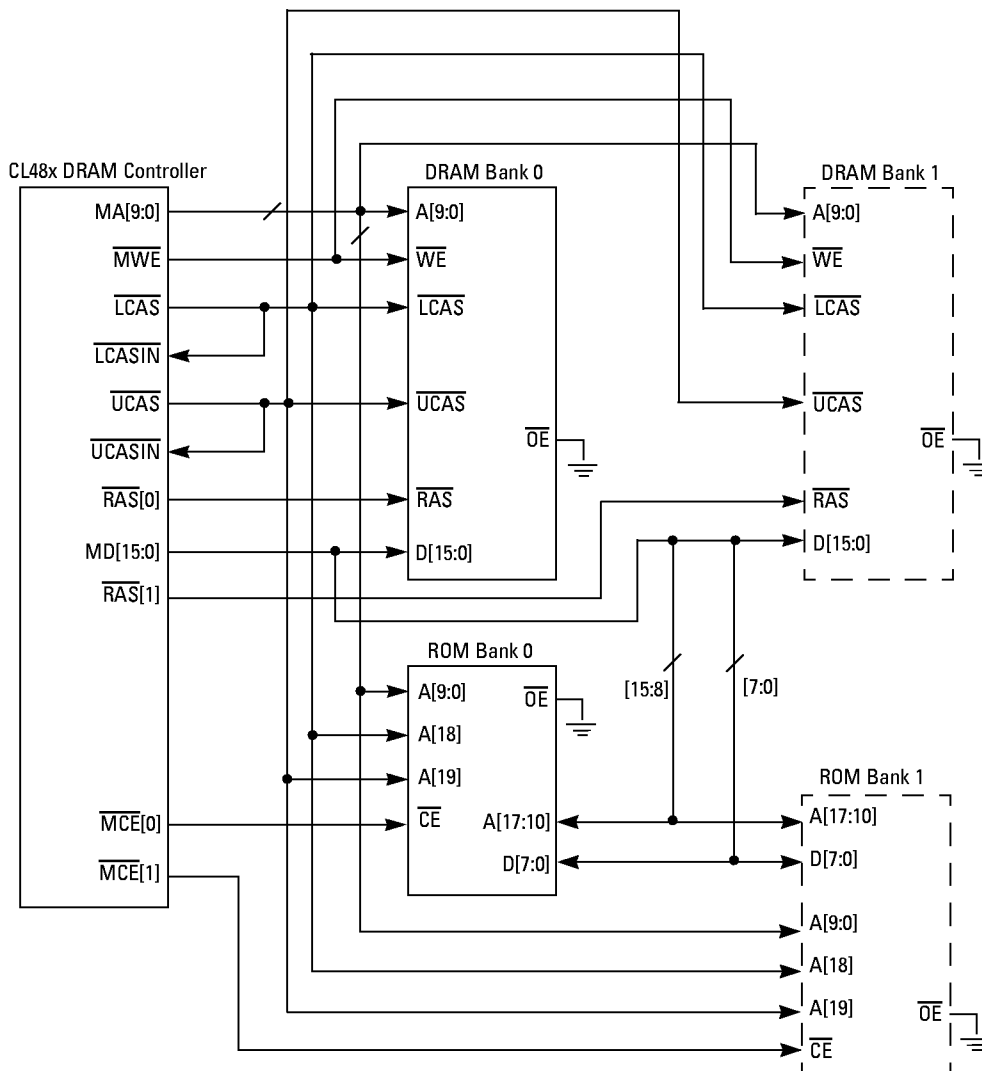 CL48x DRAM Controller
MA[9:0]
MWE
LCAS
LCASIN
UCAS
UCASIN
RAS[0]
MD[15:0]
RAS[1]
MCE[0]
MCE[1]
DRAM Bank 0
A[9:0]
WE
LCAS
UCAS
OE
RAS
D[15:0]
DRAM Bank 1
A[9:0]
WE
LCAS
UCAS
OE
RAS
D[15:0]
ROM Bank 0
A[9:0]
OE
A[18]
A[19]
CE
A[17:10]
D[7:0]
[15:8]
[7:0]
ROM Bank 1
A[17:10]
D[7:0]
A[9:0]
A[18]
A[19]
OE
CE